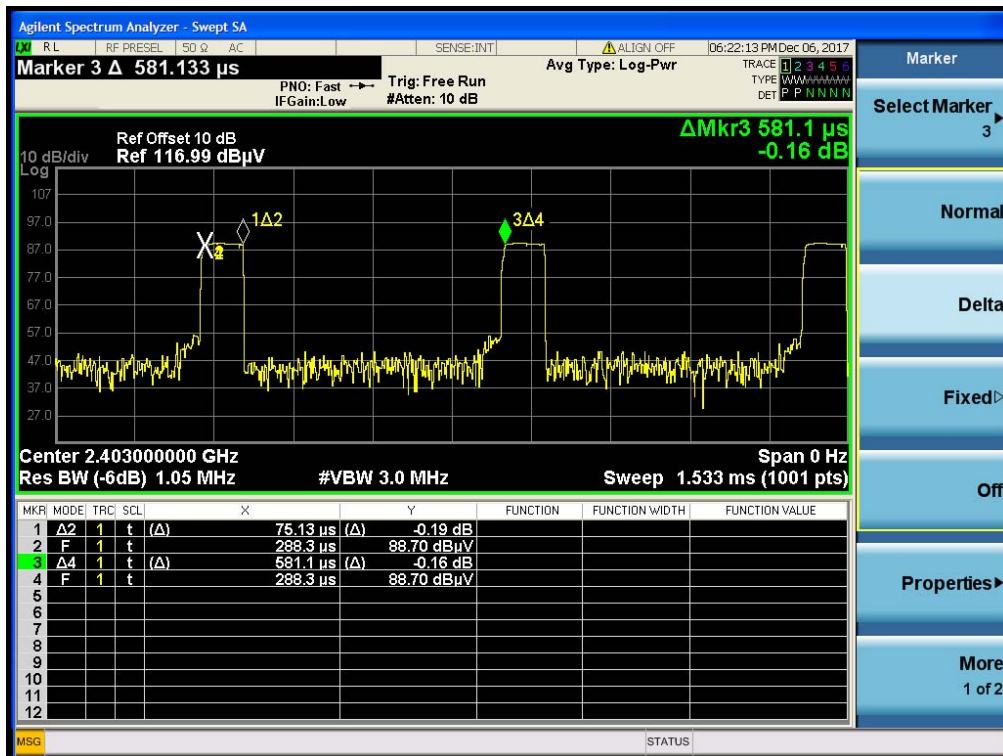 Agilent Spectrum Analyzer - Swept SA
LXI RL RF PRESEL 50 Ω AC SENSE:INT ALIGN OFF 06:22:13 PM Dec 06, 2017
Marker 3 Δ 581.133 µs
PNO: Fast
IFGain:Low
Trig: Free Run
#Atten: 10 dB
Avg Type: Log-Pwr
TRACE 1 2 3 4 5 6
TYPE
DET P P N N N N
Ref Offset 10 dB
10 dB/div Ref 116.99 dBµV
Log
ΔMkr3 581.1 µs
-0.16 dB
107
97.0
87.0
77.0
67.0
57.0
47.0
37.0
27.0
1Δ2
3Δ4
Center 2.403000000 GHz Span 0 Hz
Res BW (-6dB) 1.05 MHz #VBW 3.0 MHz Sweep 1.533 ms (1001 pts)
MKR MODE TRC SCL X Y FUNCTION FUNCTION WIDTH FUNCTION VALUE
1 Δ2 1 t (Δ) 75.13 µs (Δ) -0.19 dB
2 F 1 t 288.3 µs 88.70 dBµV
3 Δ4 1 t (Δ) 581.1 µs (Δ) -0.16 dB
4 F 1 t 288.3 µs 88.70 dBµV
5
6
7
8
9
10
11
12
MSG STATUS
Marker
Select Marker
3
Normal
Delta
Fixed
Off
Properties
More
1 of 2